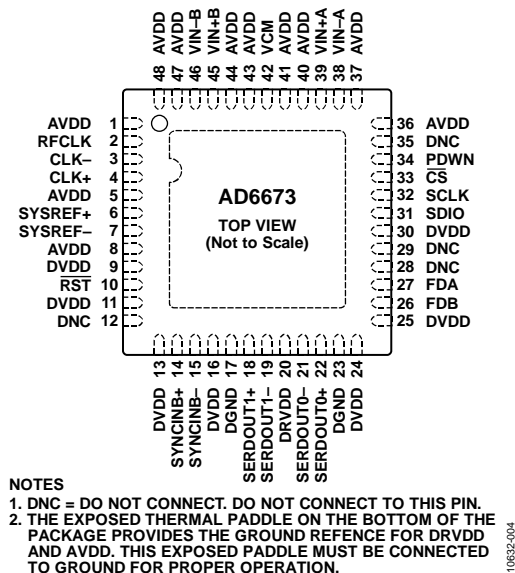 48 AVDD
47 AVDD
46 VIN–B
45 VIN+B
44 AVDD
43 AVDD
42 VCM
41 AVDD
40 AVDD
39 VIN+A
38 VIN–A
37 AVDD
AVDD 1
RFCLK 2
CLK– 3
CLK+ 4
AVDD 5
SYSREF+ 6
SYSREF– 7
AVDD 8
DVDD 9
RST 10
DVDD 11
DNC 12
AD6673
TOP VIEW
(Not to Scale)
36 AVDD
35 DNC
34 PDWN
33 CS
32 SCLK
31 SDIO
30 DVDD
29 DNC
28 DNC
27 FDA
26 FDB
25 DVDD
DVDD 13
SYNCINB+ 14
SYNCINB– 15
DVDD 16
DGND 17
SERDOUT1+ 18
SERDOUT1– 19
DRVDD 20
SERDOUT0– 21
SERDOUT0+ 22
DGND 23
DVDD 24
NOTES
1. DNC = DO NOT CONNECT. DO NOT CONNECT TO THIS PIN.
2. THE EXPOSED THERMAL PADDLE ON THE BOTTOM OF THE
PACKAGE PROVIDES THE GROUND REFENCE FOR DRVDD
AND AVDD. THIS EXPOSED PADDLE MUST BE CONNECTED
TO GROUND FOR PROPER OPERATION.
10632-004